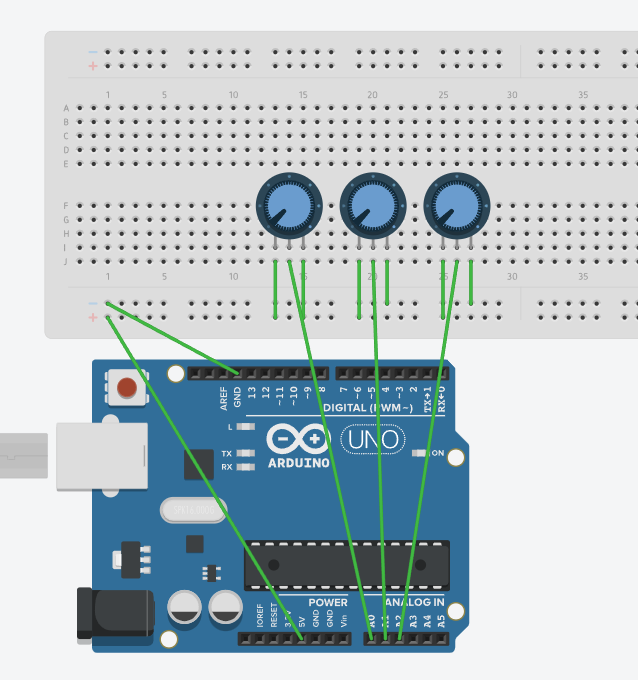 − −
+ +
1 5 10 15 20 25 30 35
A
B
C
D
E
F
G
H
I
J
1 5 10 15 20 25 30 35
−
+
AREF
GND
13
12
~11
~10
~9
8
7
~6
~5
4
~3
2
TX→1
RX←0
DIGITAL (PWM~)
L
TX
RX
ARDUINO
UNO
ON
POWER
ANALOG IN
IOREF
RESET
3.3V
5V
GND
GND
Vin
A0
A1
A2
A3
A4
A5